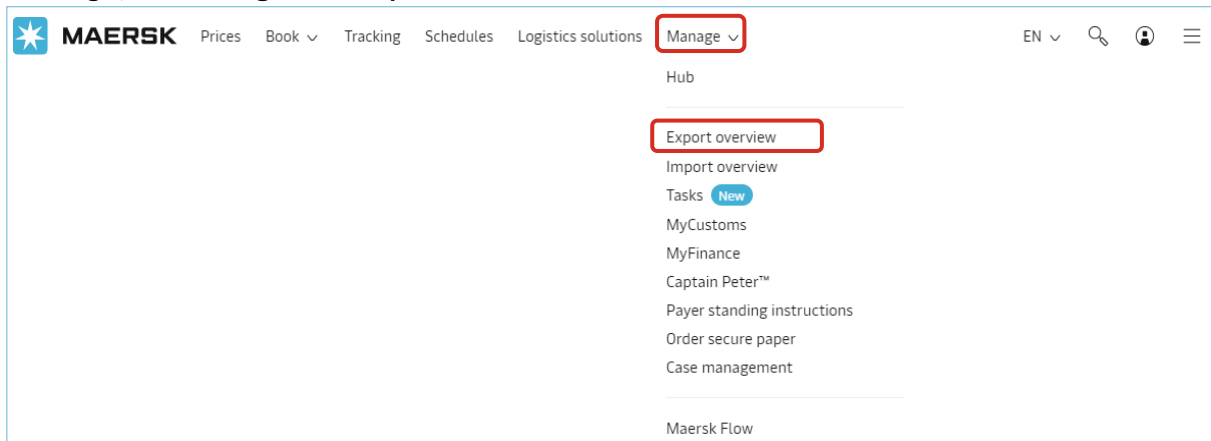 MAERSK Prices Book Tracking Schedules Logistics solutions Manage EN
Hub
Export overview
Import overview
Tasks New
MyCustoms
MyFinance
Captain Peter™
Payer standing instructions
Order secure paper
Case management
Maersk Flow